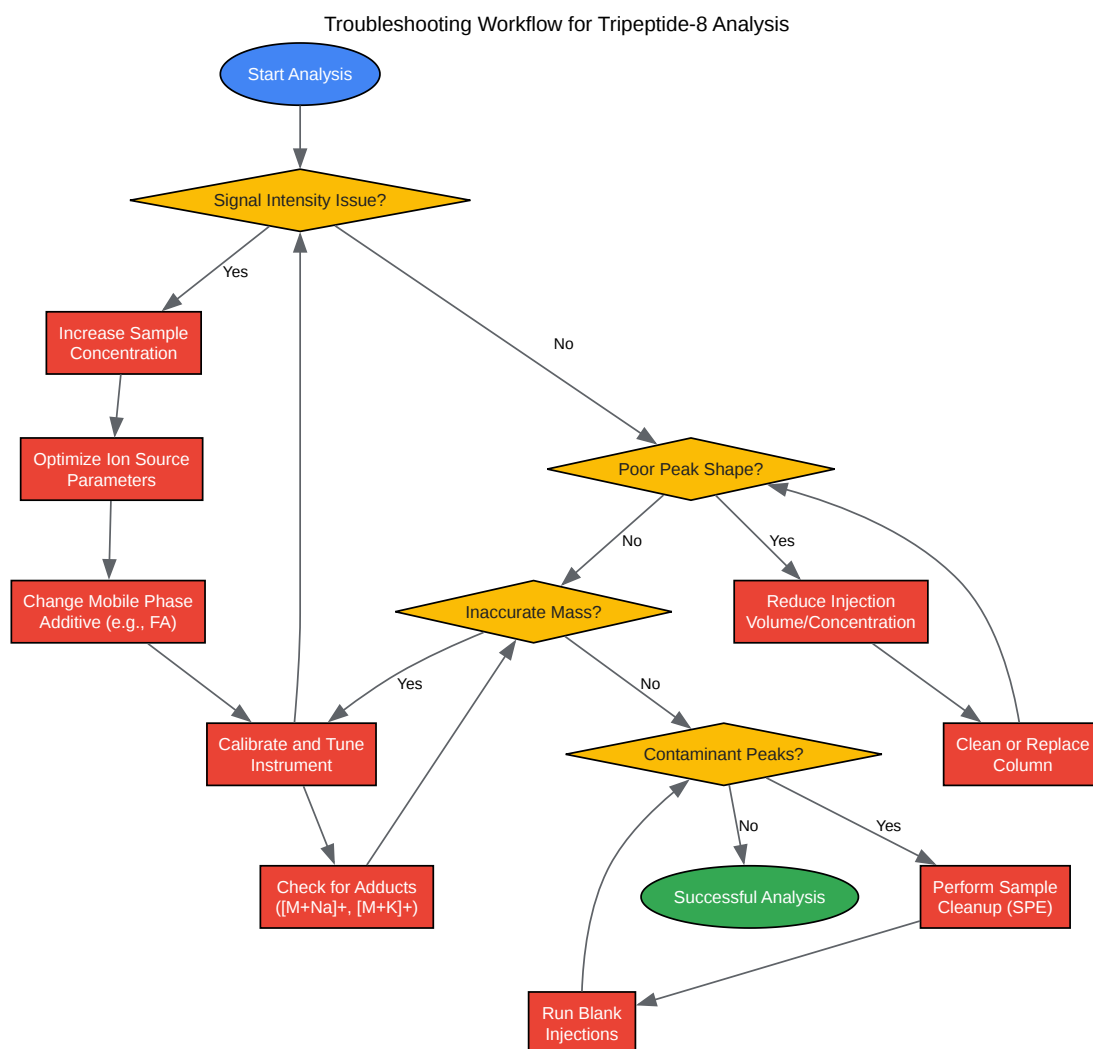 Troubleshooting Workflow for Tripeptide-8 Analysis
Start Analysis
Signal Intensity Issue?
Yes
Increase Sample
Concentration
No
Optimize Ion Source
Parameters
Poor Peak Shape?
No
Yes
Change Mobile Phase
Additive (e.g., FA)
Inaccurate Mass?
Reduce Injection
Volume/Concentration
Yes
No
Calibrate and Tune
Instrument
Contaminant Peaks?
Clean or Replace
Column
No
Yes
Check for Adducts
([M+Na]+, [M+K]+)
Successful Analysis
Perform Sample
Cleanup (SPE)
Run Blank
Injections